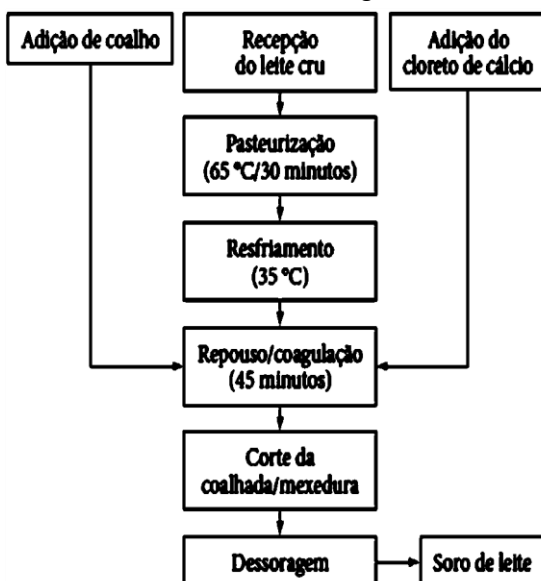 Adição de coalho
Recepção
do leite cru
Adição do
cloreto de cálcio
Pasteurização
(65 °C/30 minutos)
Resfriamento
(35 °C)
Repouso/coagulação
(45 minutos)
Corte da
coalhada/mexedura
Dessoragem
Soro de leite